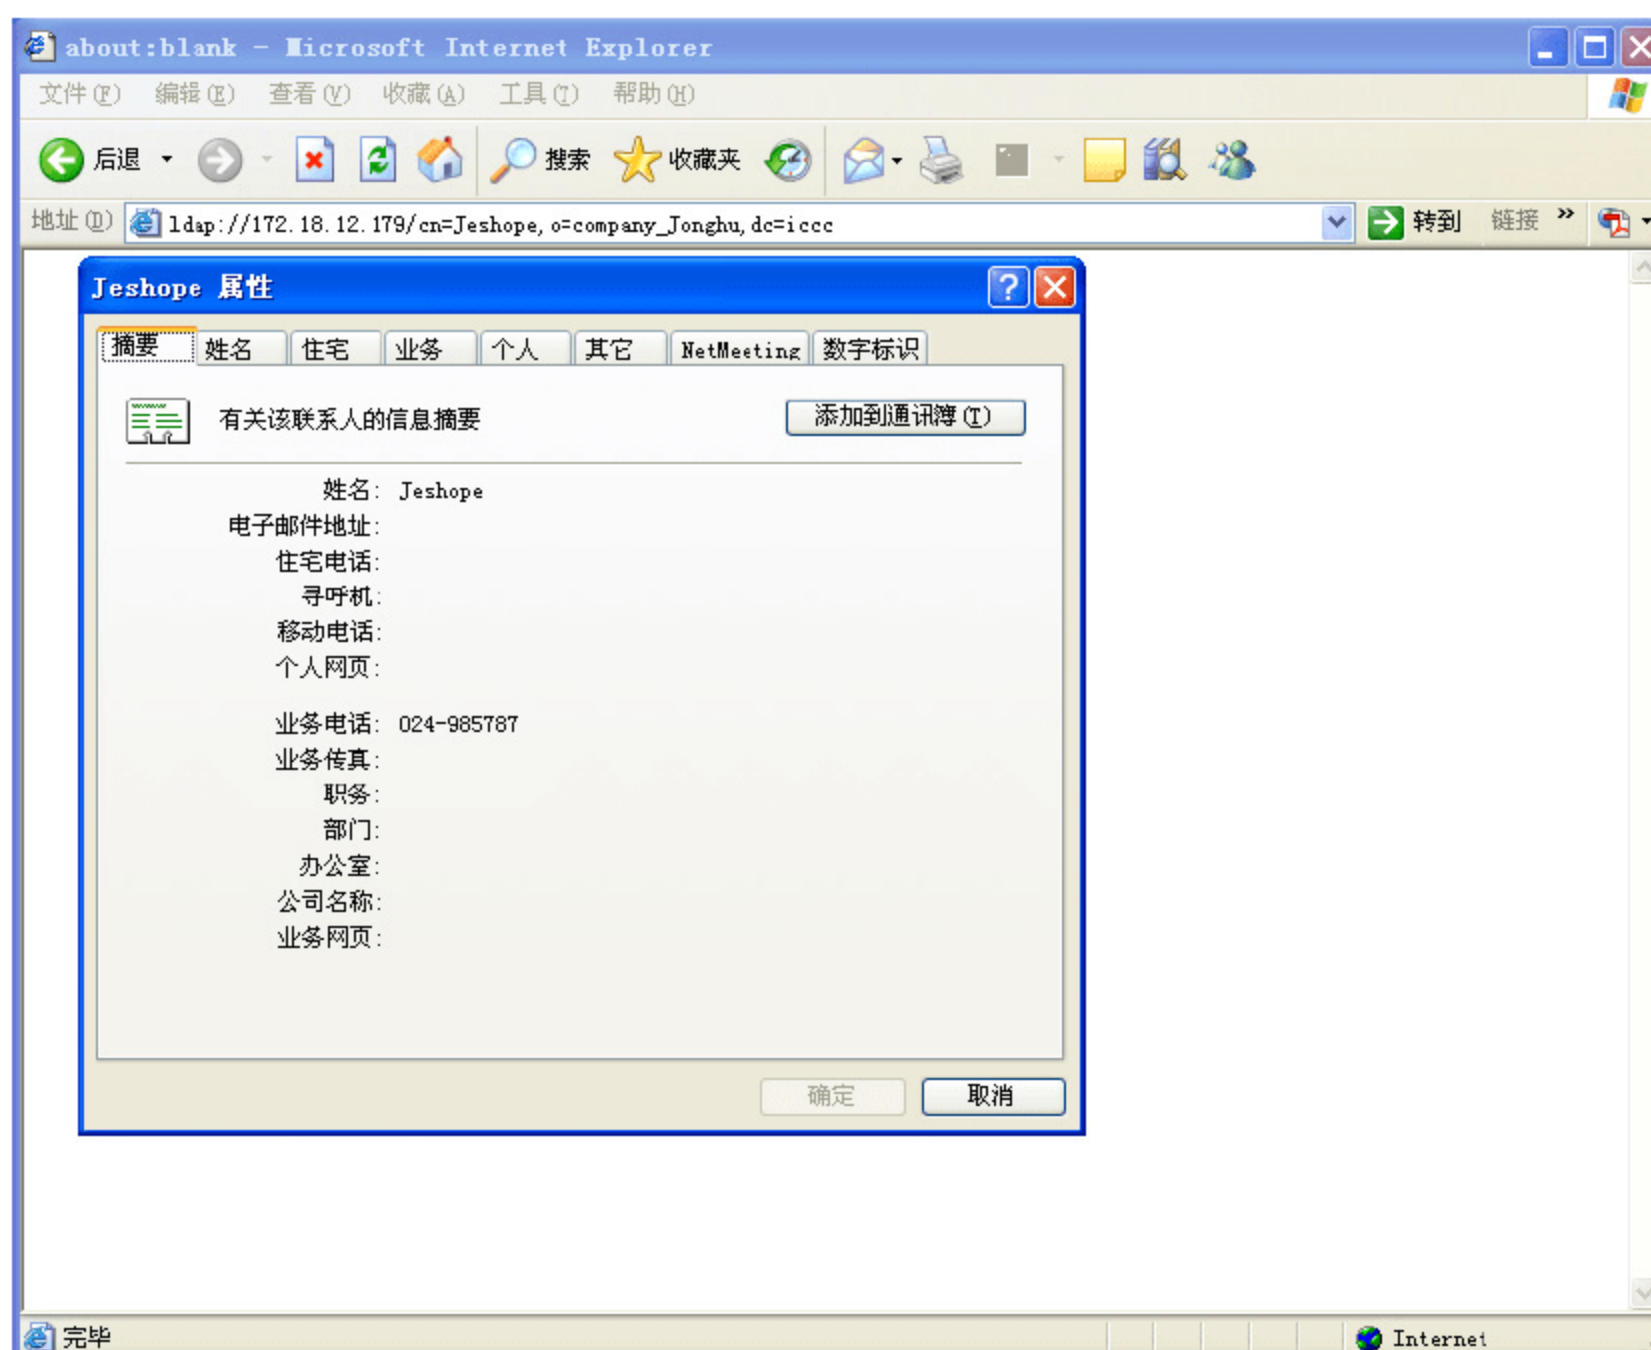 about:blank - Microsoft Internet Explorer
文件(F) 编辑(E) 查看(V) 收藏(A) 工具(T) 帮助(H)
后退 搜索 收藏夹
地址(D) ldap://172.18.12.179/cn=Jeshope,o=company_Jonghu,dc=iccc 转到 链接 »
Jeshope 属性
摘要 姓名 住宅 业务 个人 其它 NetMeeting 数字标识
有关该联系人的信息摘要 添加到通讯簿(T)
姓名: Jeshope
电子邮件地址:
住宅电话:
寻呼机:
移动电话:
个人网页:
业务电话: 024-985787
业务传真:
职务:
部门:
办公室:
公司名称:
业务网页:
确定 取消
完毕 Internet